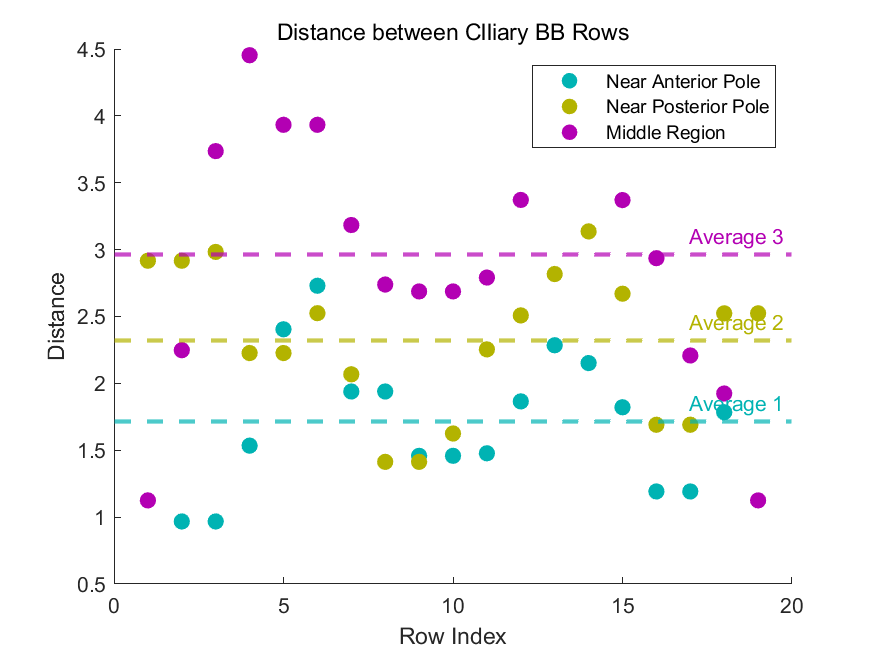 Distance between CIliary BB Rows
4.5
4
3.5
3
2.5
2
1.5
1
0.5
0
5
10
15
20
Distance
Row Index
Near Anterior Pole
Near Posterior Pole
Middle Region
Average 3
Average 2
Average 1